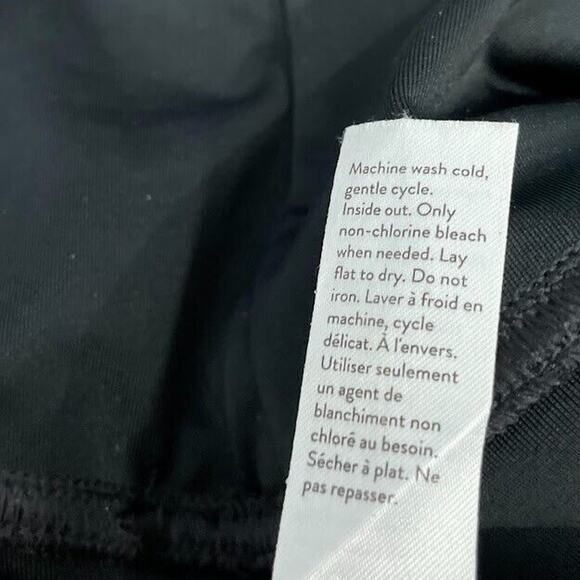 Machine wash cold,
gentle cycle.
Inside out. Only
non-chlorine bleach
when needed. Lay
flat to dry. Do not
iron. Laver à froid en
machine, cycle
délicat. À l'envers.
Utiliser seulement
un agent de
blanchiment non
chloré au besoin.
Sécher à plat. Ne
pas repasser.